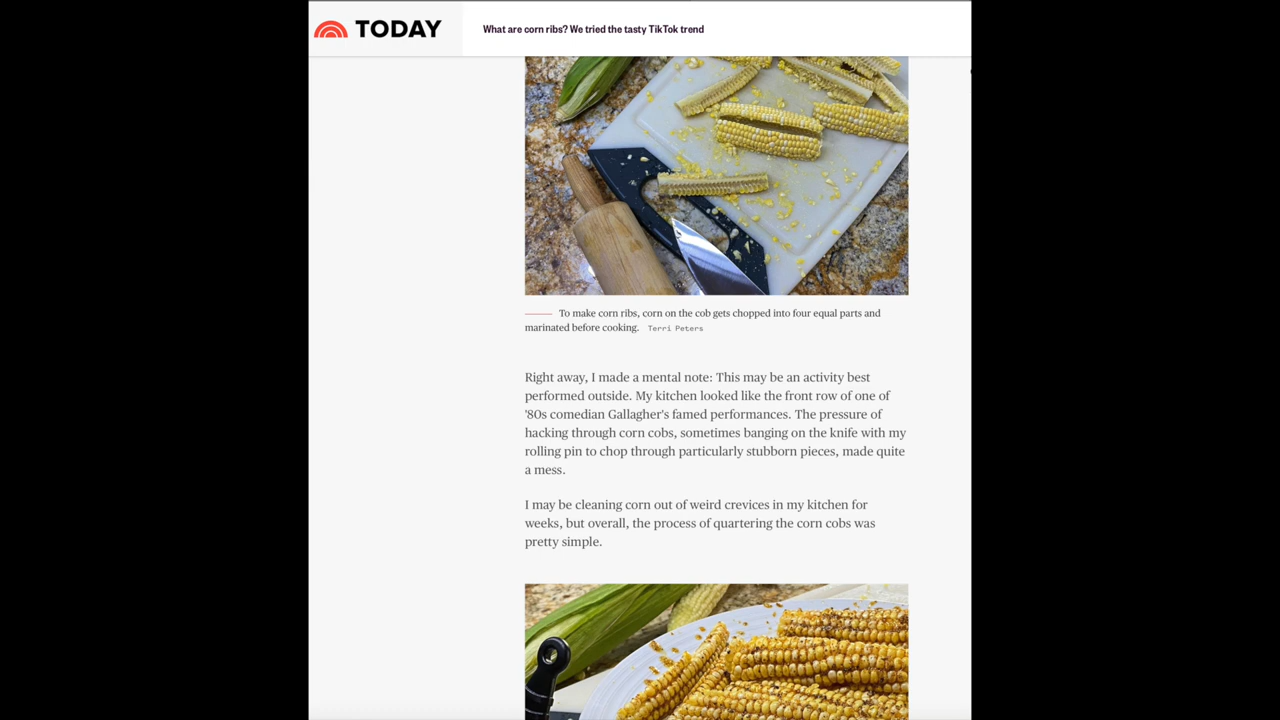 TODAY
What are corn ribs? We tried the tasty TikTok trend
To make corn ribs, corn on the cob gets chopped into four equal parts and
marinated before cooking. Terri Peters
Right away, I made a mental note: This may be an activity best
performed outside. My kitchen looked like the front row of one of
'80s comedian Gallagher's famed performances. The pressure of
hacking through corn cobs, sometimes banging on the knife with my
rolling pin to chop through particularly stubborn pieces, made quite
a mess.
I may be cleaning corn out of weird crevices in my kitchen for
weeks, but overall, the process of quartering the corn cobs was
pretty simple.